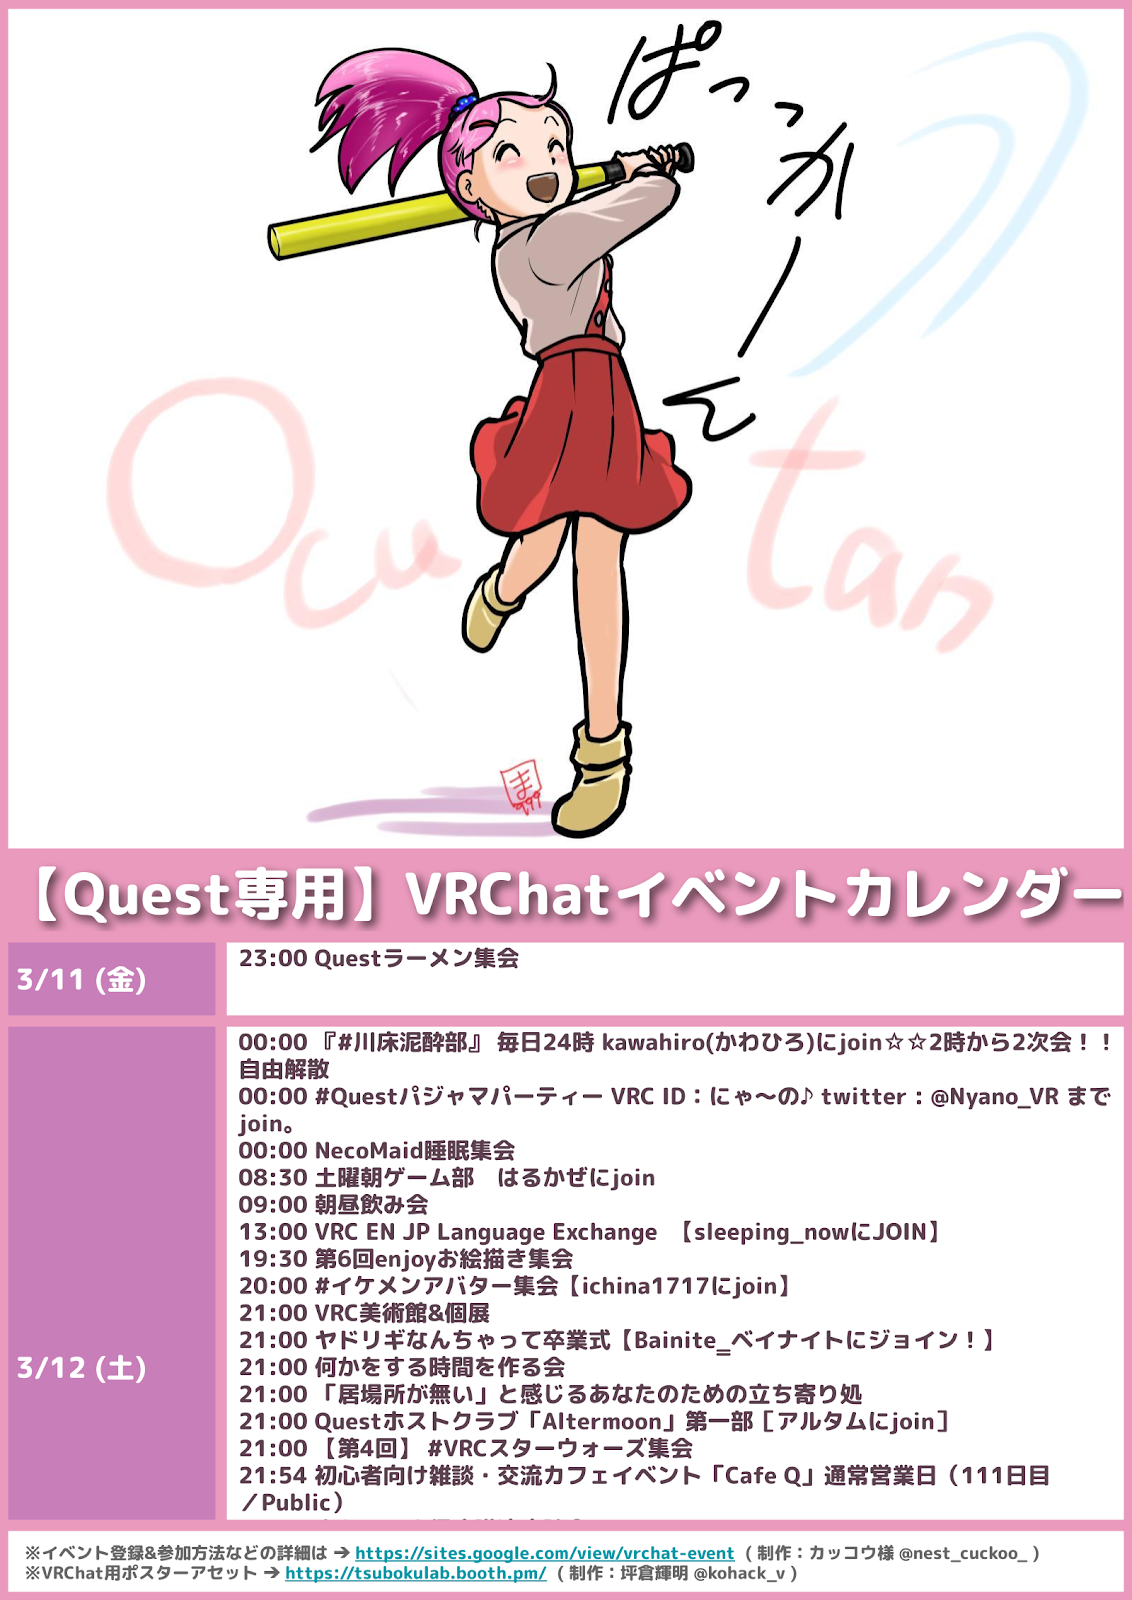 ぱっっかーん
Qcu tan
ま
999
【Quest専用】VRChatイベントカレンダー
3/11 (金)
23:00 Questラーメン集会
3/12 (土)
00:00 『#川床泥酔部』 毎日24時 kawahiro(かわひろ)にjoin☆☆2時から2次会！！
自由解散
00:00 #Questパジャマパーティー VRC ID：にゃ〜の♪ twitter : @Nyano_VR まで
join。
00:00 NecoMaid睡眠集会
08:30 土曜朝ゲーム部　はるかぜにjoin
09:00 朝昼飲み会
13:00 VRC EN JP Language Exchange 【sleeping_nowにJOIN】
19:30 第6回enjoyお絵描き集会
20:00 #イケメンアバター集会【ichina1717にjoin】
21:00 VRC美術館&個展
21:00 ヤドリギなんちゃって卒業式【Bainite‗ベイナイトにジョイン！】
21:00 何かをする時間を作る会
21:00 「居場所が無い」と感じるあなたのための立ち寄り処
21:00 Questホストクラブ「AItermoon」第一部［アルタムにjoin］
21:00 【第4回】 #VRCスターウォーズ集会
21:54 初心者向け雑談・交流カフェイベント「Cafe Q」通常営業日（111日目
／Public）
※イベント登録&参加方法などの詳細は ➔ https://sites.google.com/view/vrchat-event ( 制作：カッコウ様 @nest_cuckoo_ )
※VRChat用ポスターアセット ➔ https://tsubokulab.booth.pm/ ( 制作：坪倉輝明 @kohack_v )